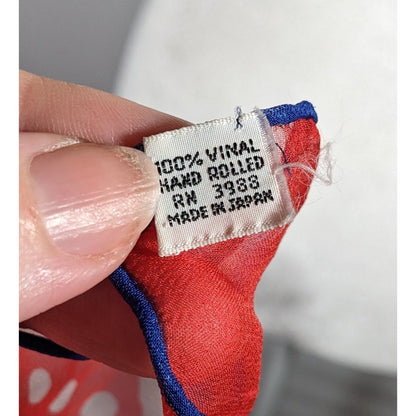 100% VINAL
HAND ROLLED
RN 3988
MADE IN JAPAN